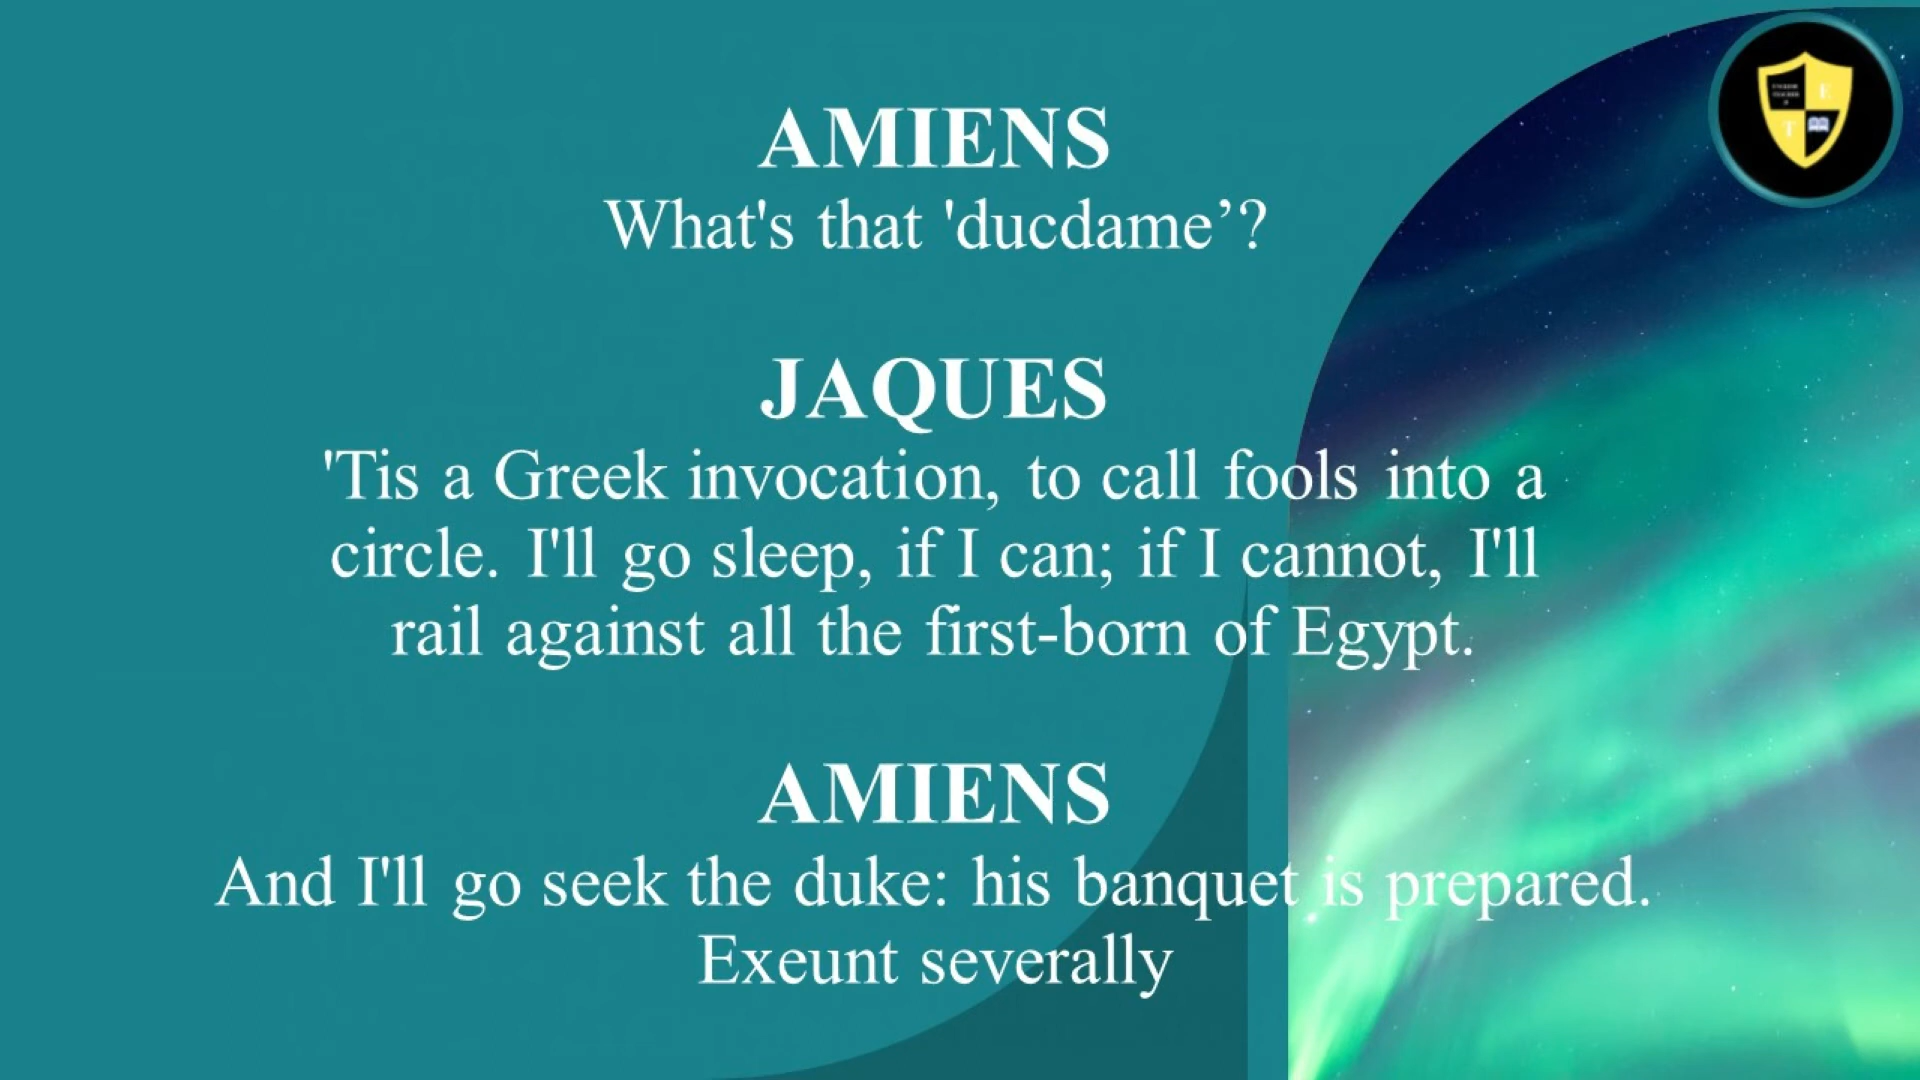 AMIENS
What's that 'ducdame’?
JAQUES
'Tis a Greek invocation, to call fools into a
circle. I'll go sleep, if I can; if I cannot, I'll
rail against all the first-born of Egypt.
AMIENS
And I'll go seek the duke: his banquet is prepared.
Exeunt severally
E
T